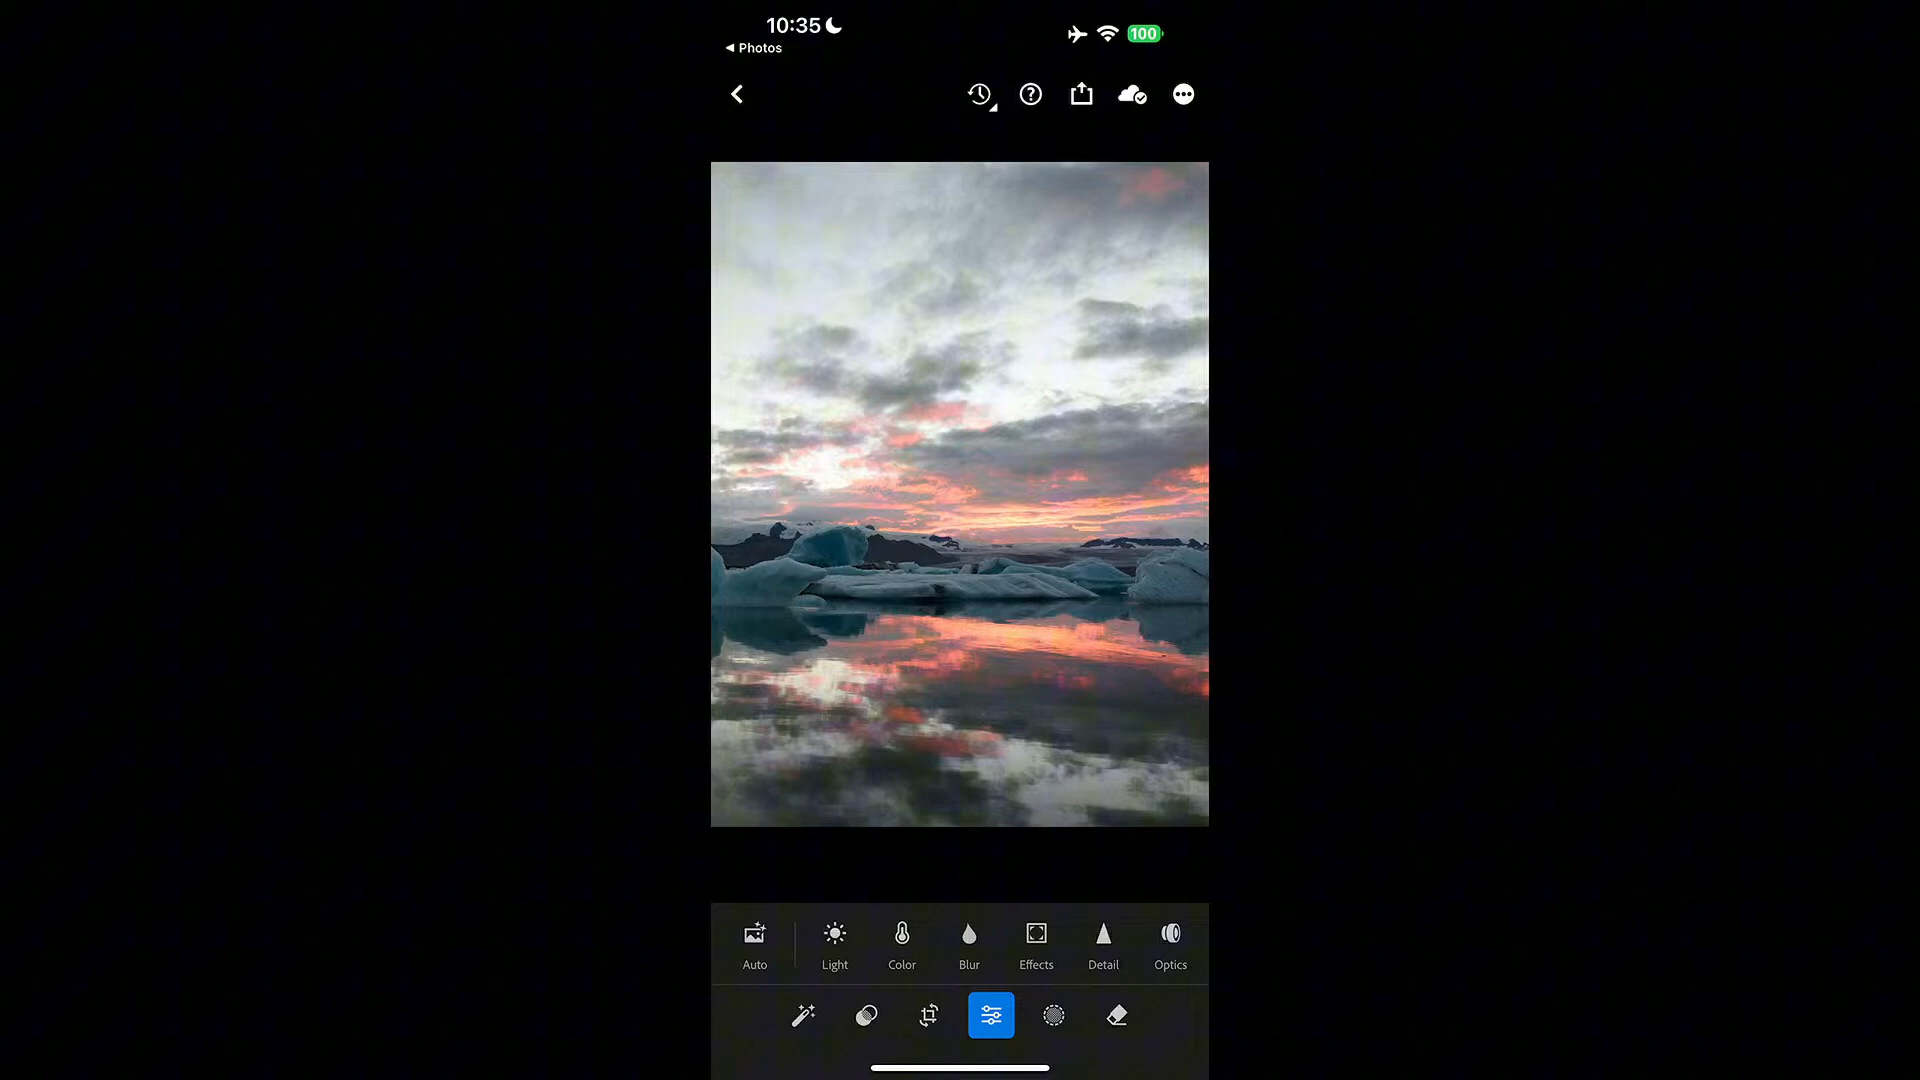 10:35
100
◀ Photos
Auto
Light
Color
Blur
Effects
Detail
Optics